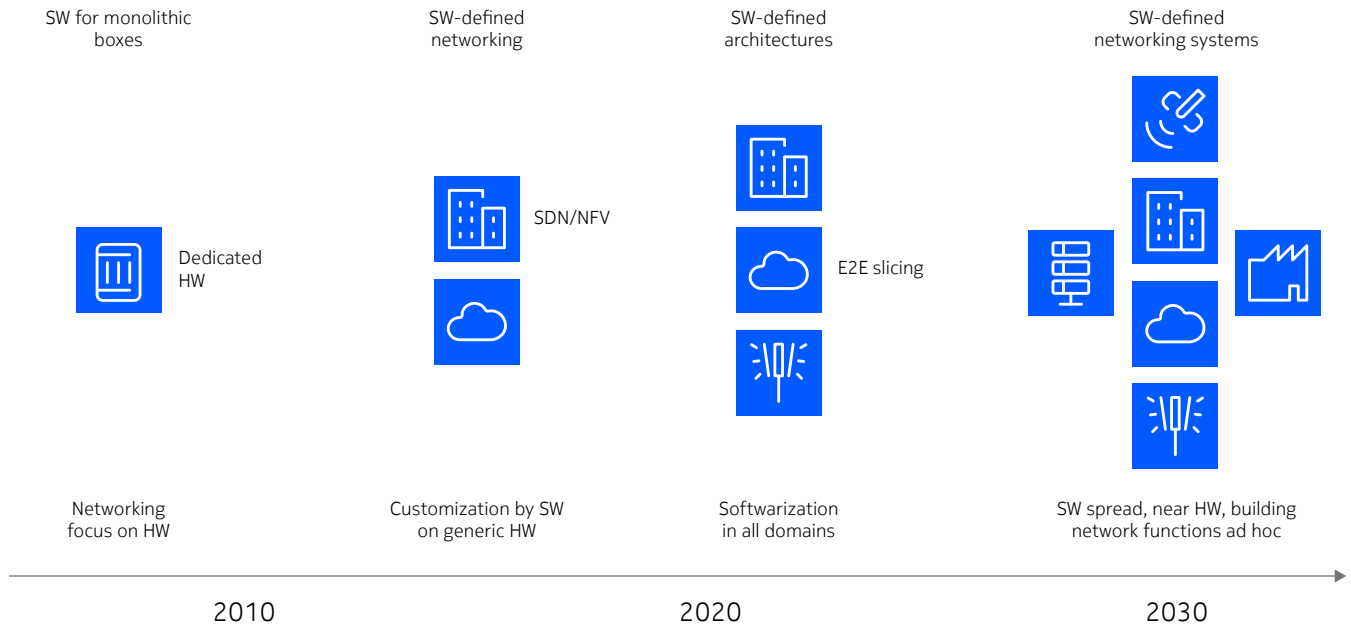 SW for monolithic
boxes
SW-defined
networking
SW-defined
architectures
SW-defined
networking systems
Dedicated
HW
SDN/NFV
E2E slicing
Networking
focus on HW
Customization by SW
on generic HW
Softwarization
in all domains
SW spread, near HW, building
network functions ad hoc
2010
2020
2030